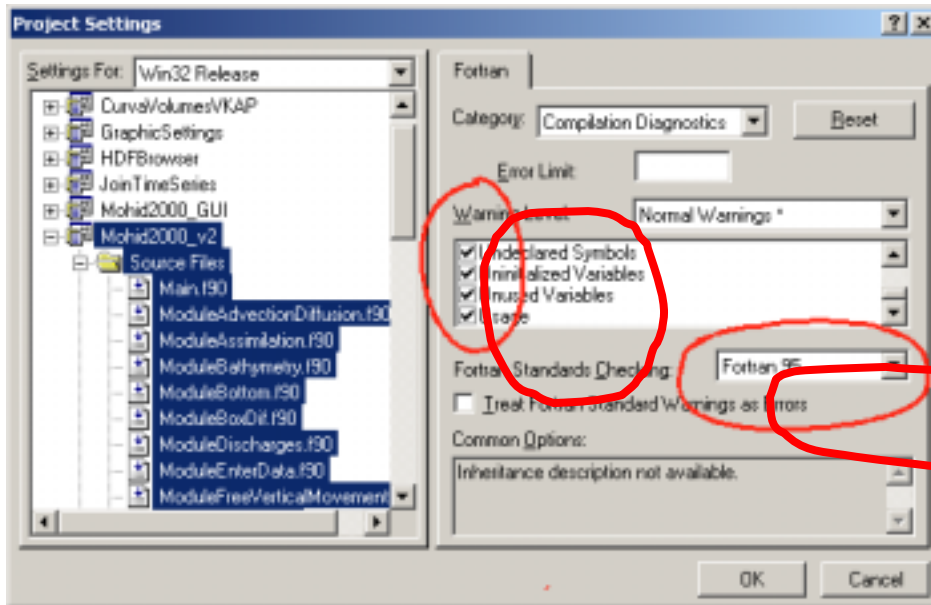 Project Settings
Settings For: Win32 Release
CurvaVolumesVKAP
GraphicSettings
HDFBrowser
JoinTimeSeries
Mohid2000_GUI
Mohid2000_v2
Source Files
Main.f90
ModuleAdvectionDiffusion.f90
ModuleAssimilation.f90
ModuleBathymetry.f90
ModuleBottom.f90
ModuleBoxDif.f90
ModuleDischarges.f90
ModuleEnterData.f90
ModuleFreeVerticalMovement
Fortran
Category: Compilation Diagnostics
Reset
Error Limit:
Warning Level: Normal Warnings *
Undeclared Symbols
Uninitialized Variables
Unused Variables
Usage
Fortran Standards Checking: Fortran 95
Treat Fortran Standard Warnings as Errors
Common Options:
Inheritance description not available.
OK
Cancel